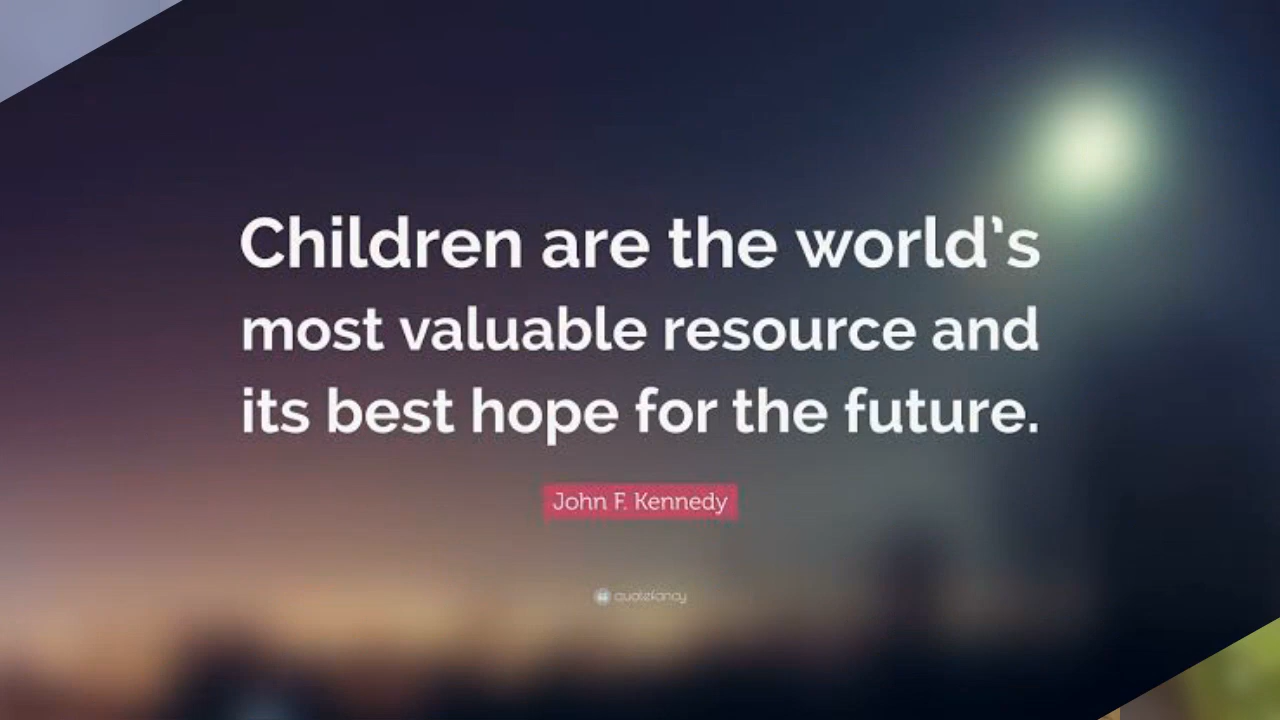 Children are the world’s
most valuable resource and
its best hope for the future.
John F. Kennedy
quotefancy